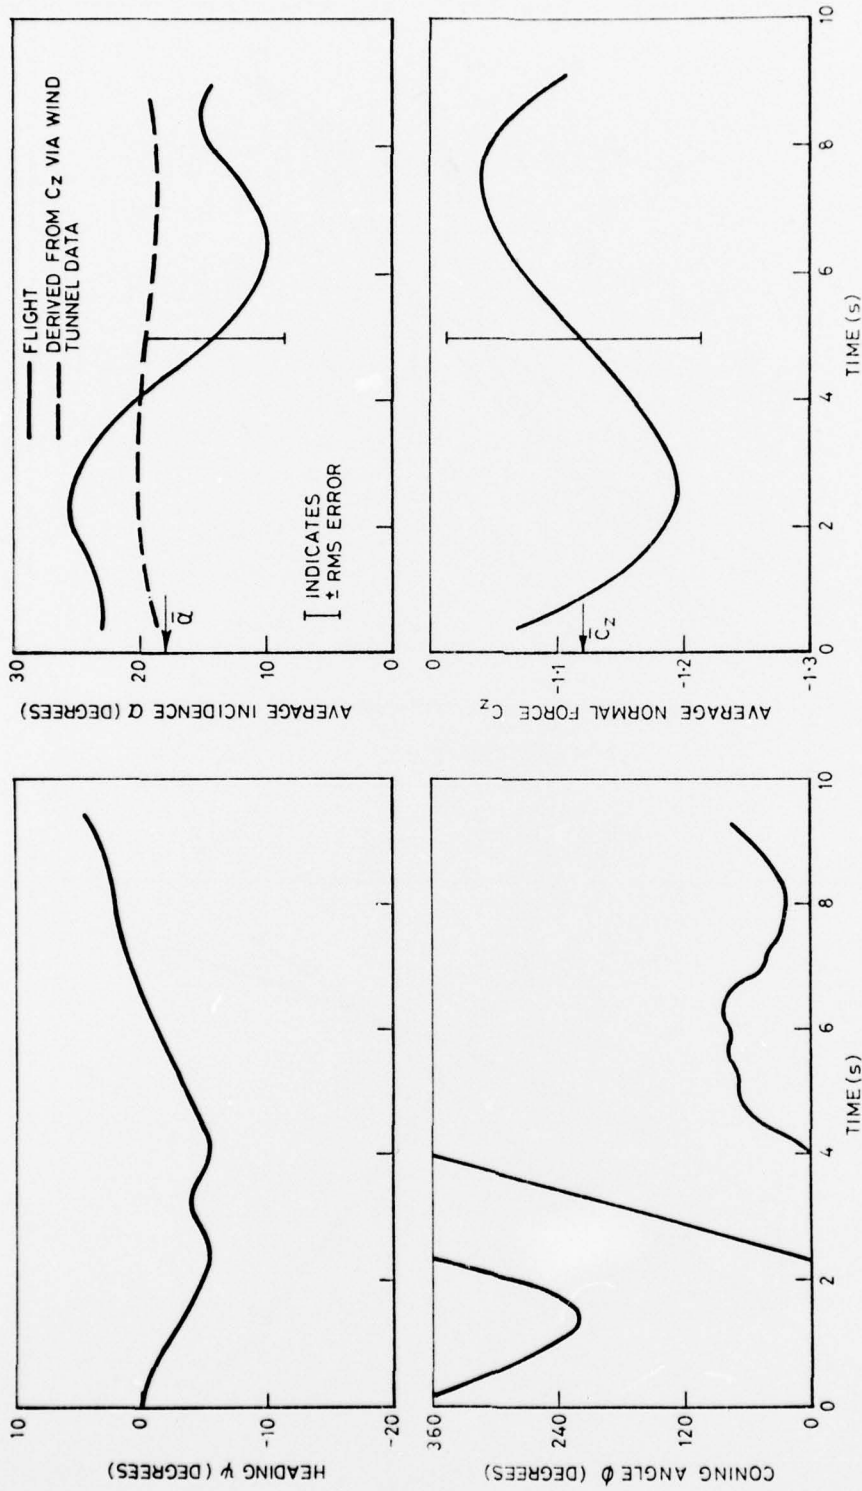 10
0
-10
-20
HEADING ψ (DEGREES)
360
240
120
0
CONING ANGLE ϕ (DEGREES)
0
2
4
6
8
10
TIME (s)
30
20
10
0
AVERAGE INCIDENCE α (DEGREES)
FLIGHT
DERIVED FROM Cz VIA WIND
TUNNEL DATA
ᾱ
INDICATES
± RMS ERROR
0
-1·1
-1·2
-1·3
AVERAGE NORMAL FORCE Cz
C̄z
0
2
4
6
8
10
TIME (s)